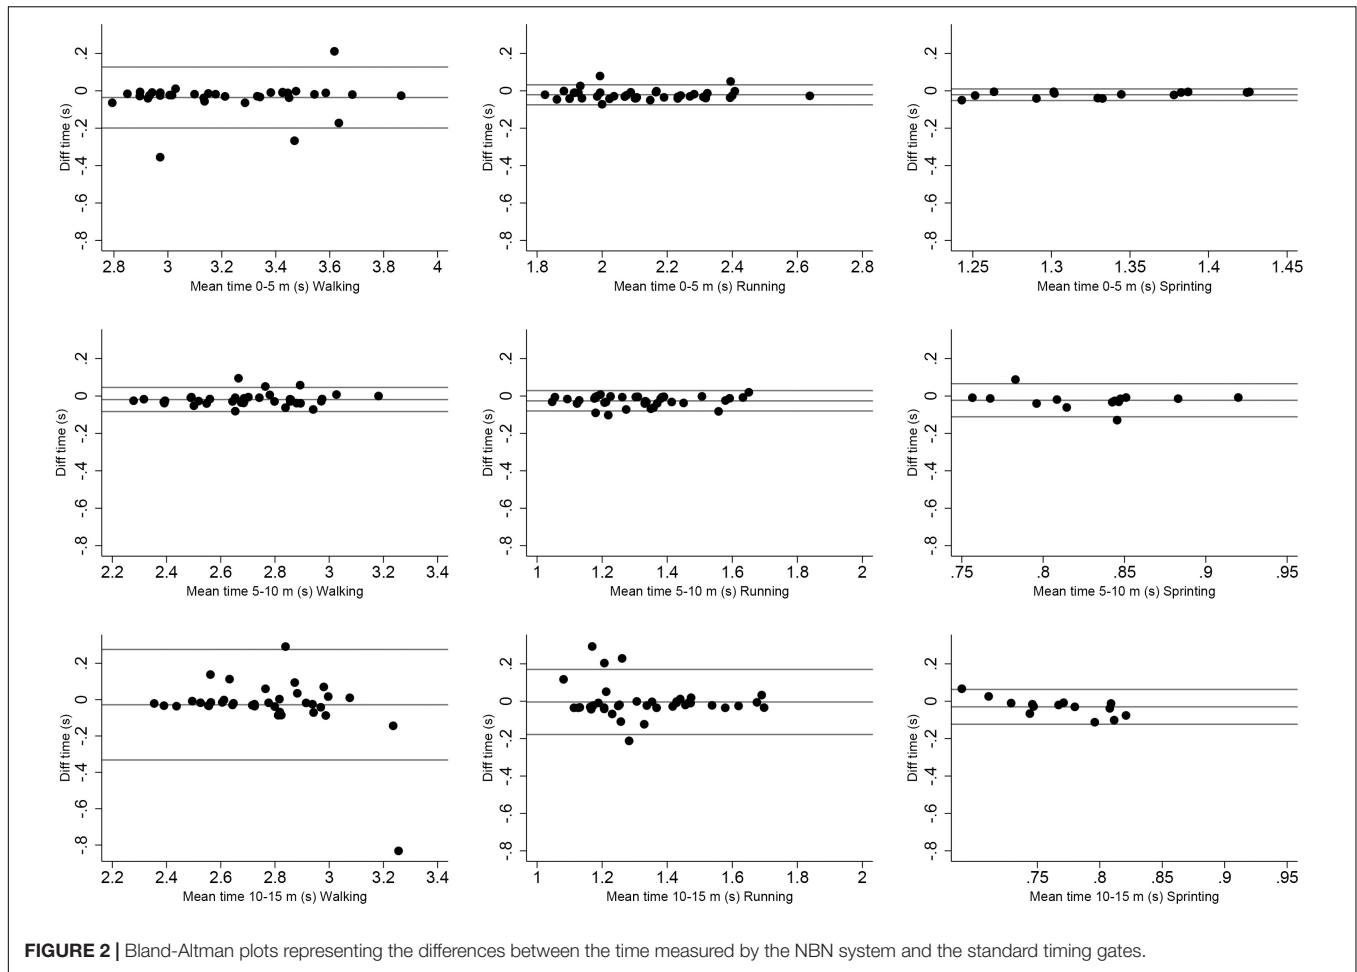 .2 0 -.2 -.4 -.6 -.8
Diff time (s)
2.8 3 3.2 3.4 3.6 3.8 4
Mean time 0-5 m (s) Walking
.2 0 -.2 -.4 -.6 -.8
Diff time (s)
1.8 2 2.2 2.4 2.6 2.8
Mean time 0-5 m (s) Running
.2 0 -.2 -.4 -.6 -.8
Diff time (s)
1.25 1.3 1.35 1.4 1.45
Mean time 0-5 m (s) Sprinting
.2 0 -.2 -.4 -.6 -.8
Diff time (s)
2.2 2.4 2.6 2.8 3 3.2 3.4
Mean time 5-10 m (s) Walking
.2 0 -.2 -.4 -.6 -.8
Diff time (s)
1 1.2 1.4 1.6 1.8 2
Mean time 5-10 m (s) Running
.2 0 -.2 -.4 -.6 -.8
Diff time (s)
.75 .8 .85 .9 .95
Mean time 5-10 m (s) Sprinting
.2 0 -.2 -.4 -.6 -.8
Diff time (s)
2.2 2.4 2.6 2.8 3 3.2 3.4
Mean time 10-15 m (s) Walking
.2 0 -.2 -.4 -.6 -.8
Diff time (s)
1 1.2 1.4 1.6 1.8 2
Mean time 10-15 m (s) Running
.2 0 -.2 -.4 -.6 -.8
Diff time (s)
.75 .8 .85 .9 .95
Mean time 10-15 m (s) Sprinting
FIGURE 2 | Bland-Altman plots representing the differences between the time measured by the NBN system and the standard timing gates.